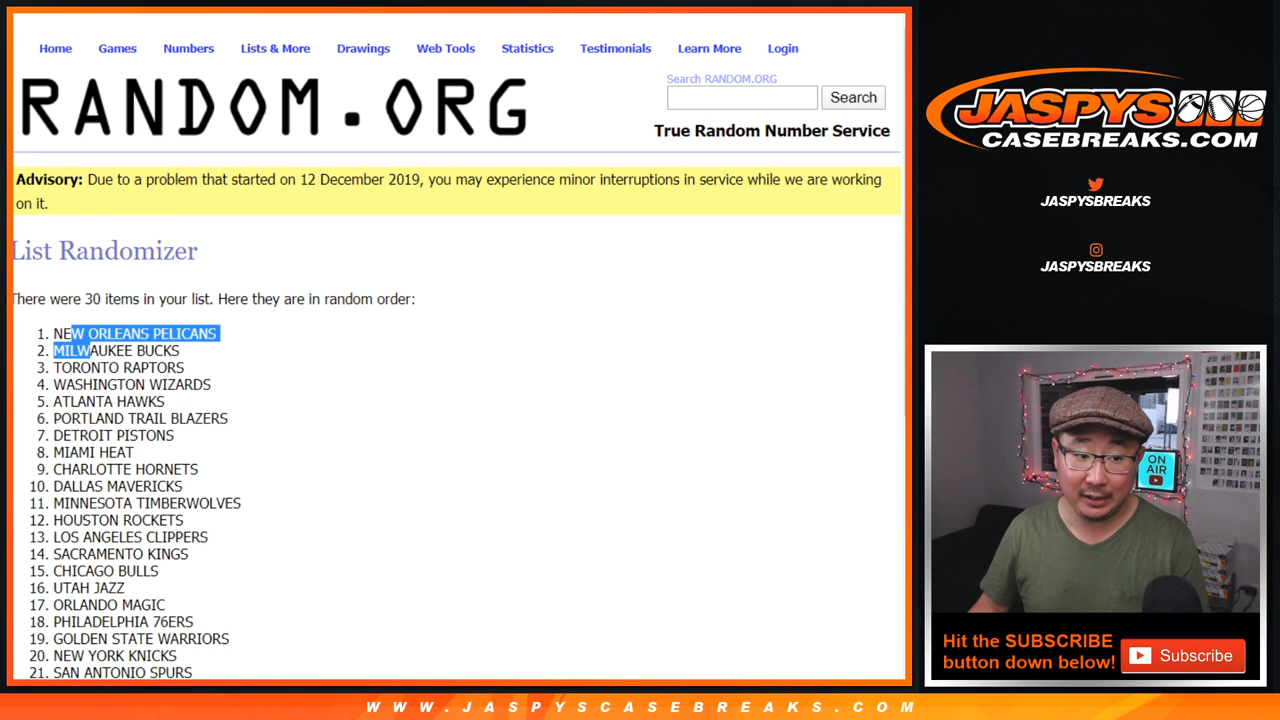 Home Games Numbers Lists & More Drawings Web Tools Statistics Testimonials Learn More Login
RANDOM.ORG
Search RANDOM.ORG
Search
True Random Number Service
Advisory: Due to a problem that started on 12 December 2019, you may experience minor interruptions in service while we are working
on it.
List Randomizer
There were 30 items in your list. Here they are in random order:
1. NEW ORLEANS PELICANS
2. MILWAUKEE BUCKS
3. TORONTO RAPTORS
4. WASHINGTON WIZARDS
5. ATLANTA HAWKS
6. PORTLAND TRAIL BLAZERS
7. DETROIT PISTONS
8. MIAMI HEAT
9. CHARLOTTE HORNETS
10. DALLAS MAVERICKS
11. MINNESOTA TIMBERWOLVES
12. HOUSTON ROCKETS
13. LOS ANGELES CLIPPERS
14. SACRAMENTO KINGS
15. CHICAGO BULLS
16. UTAH JAZZ
17. ORLANDO MAGIC
18. PHILADELPHIA 76ERS
19. GOLDEN STATE WARRIORS
20. NEW YORK KNICKS
21. SAN ANTONIO SPURS
JASPYS
CASEBREAKS.COM
JASPYSBREAKS
JASPYSBREAKS
ON
AIR
Hit the SUBSCRIBE
button down below!
Subscribe
WWW.JASPYSCASEBREAKS.COM